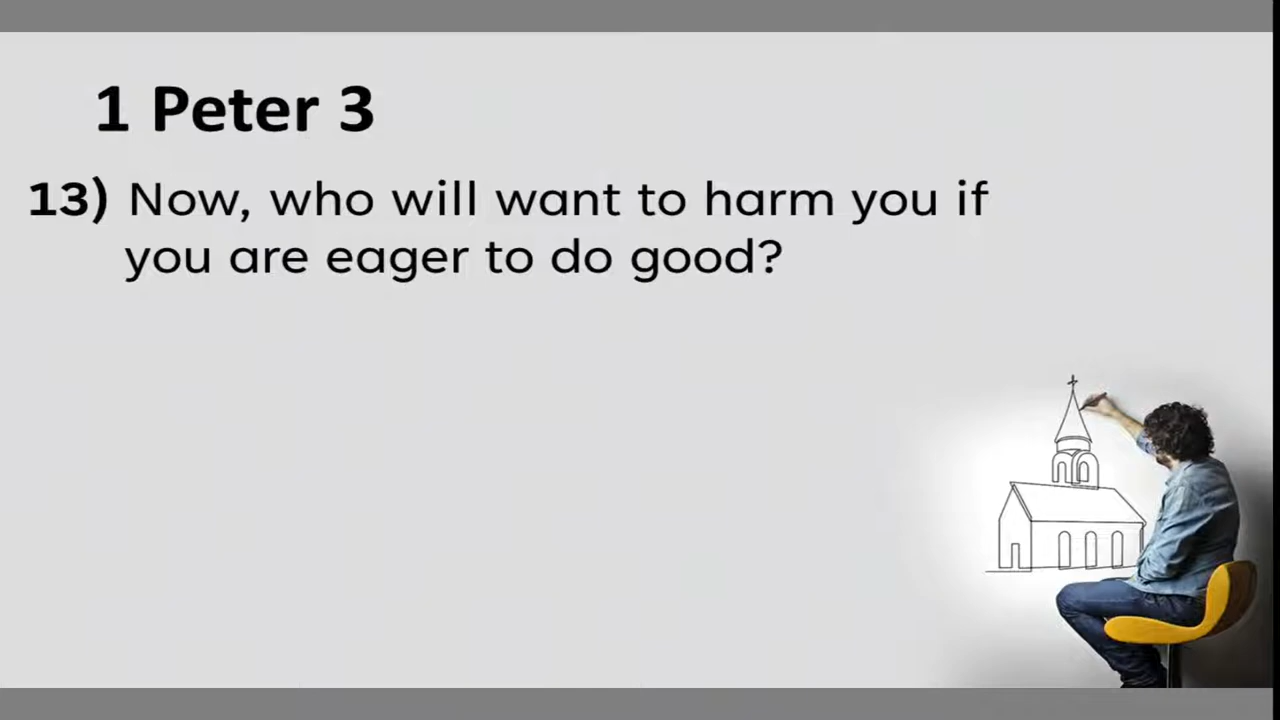 1 Peter 3
13) Now, who will want to harm you if
you are eager to do good?